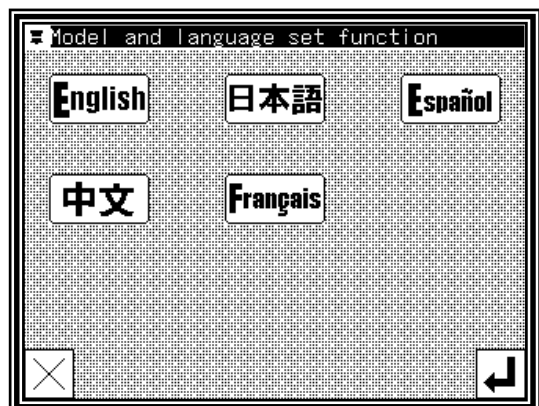 Model and language set function
English 日本語 Español
中文 Français